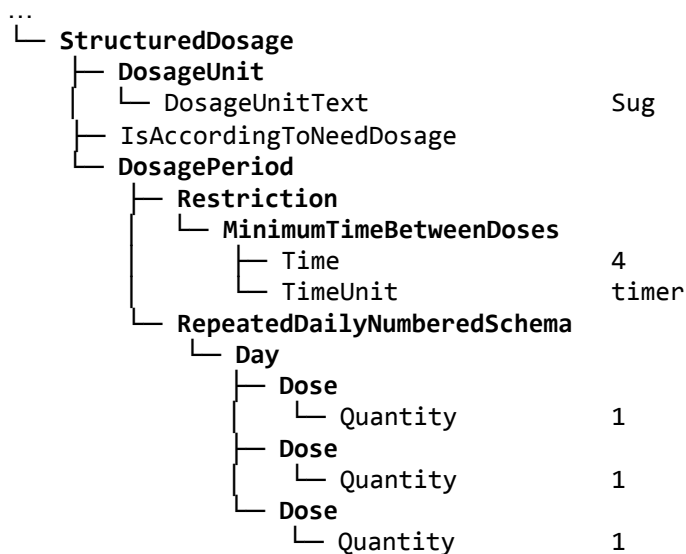 ...
└─ StructuredDosage
├─ DosageUnit
│ └─ DosageUnitText Sug
├─ IsAccordingToNeedDosage
└─ DosagePeriod
├─ Restriction
│ └─ MinimumTimeBetweenDoses
│ ├─ Time 4
│ └─ TimeUnit timer
└─ RepeatedDailyNumberedSchema
└─ Day
├─ Dose
│ └─ Quantity 1
├─ Dose
│ └─ Quantity 1
└─ Dose
└─ Quantity 1